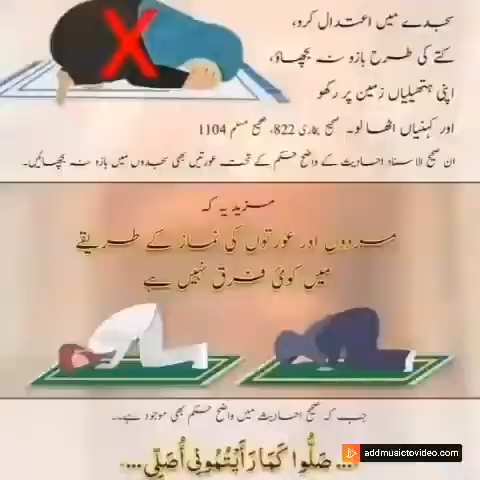 سجدے میں اعتدال کرو،
کتے کی طرح بازو نہ بچھاؤ،
اپنی ہتھیلیاں زمین پر رکھو
اور کہنیاں اٹھا لو۔ صحیح بخاری 822، صحیح مسلم 1104
ان صحیح الاسناد احادیث کے واضح حکم کے تحت عورتیں بھی سجدوں میں بازو نہ بچھائیں۔
مزید یہ کہ
مردوں اور عورتوں کی نماز کے طریقے
میں کوئی فرق نہیں ہے
جب کہ صحیح احادیث میں واضح حکم بھی موجود ہے۔۔
... صَلُّوا كَمَا رَأَيْتُمُونِي أُصَلِّي ...
addmusictovideo.com